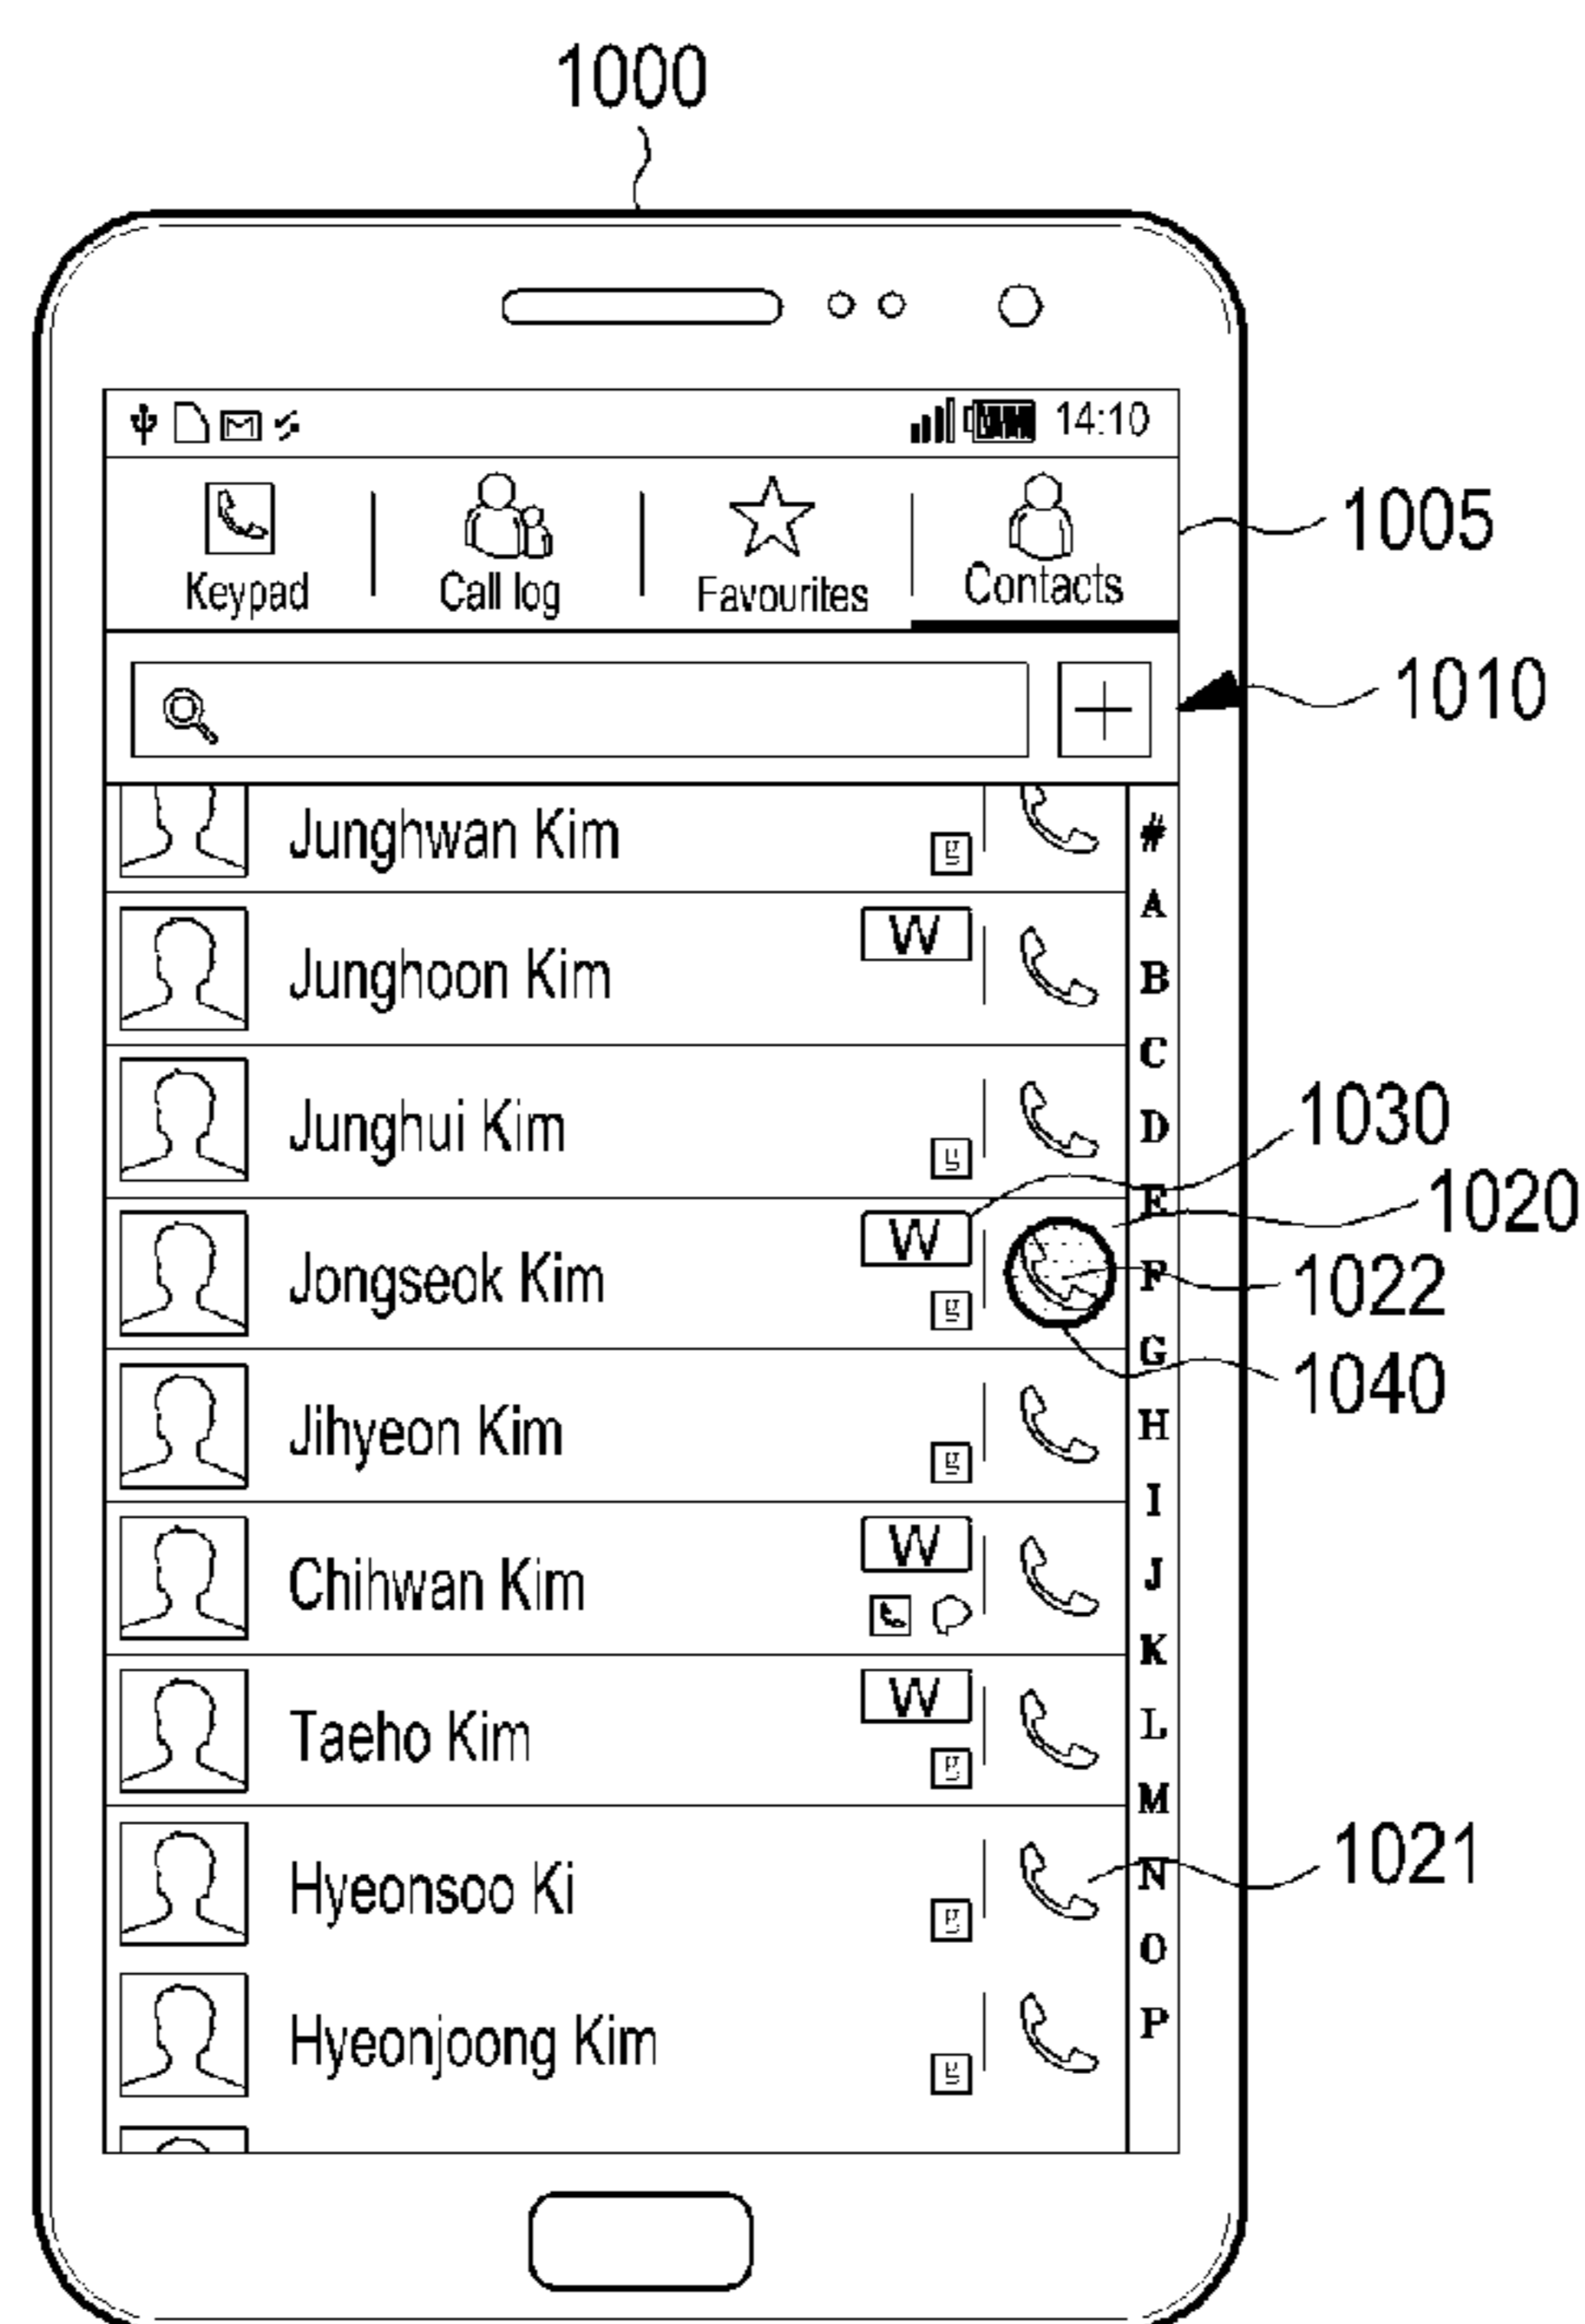 1000
14:10
Keypad
Call log
Favourites
Contacts
1005
1010
Junghwan Kim
g
#
A
Junghoon Kim
W
B
C
Junghui Kim
g
D
1030
E
1020
Jongseok Kim
W
g
F
1022
G
1040
Jihyeon Kim
g
H
I
Chihwan Kim
W
J
K
Taeho Kim
W
g
L
M
Hyeonsoo Ki
g
N
1021
O
Hyeonjoong Kim
g
P